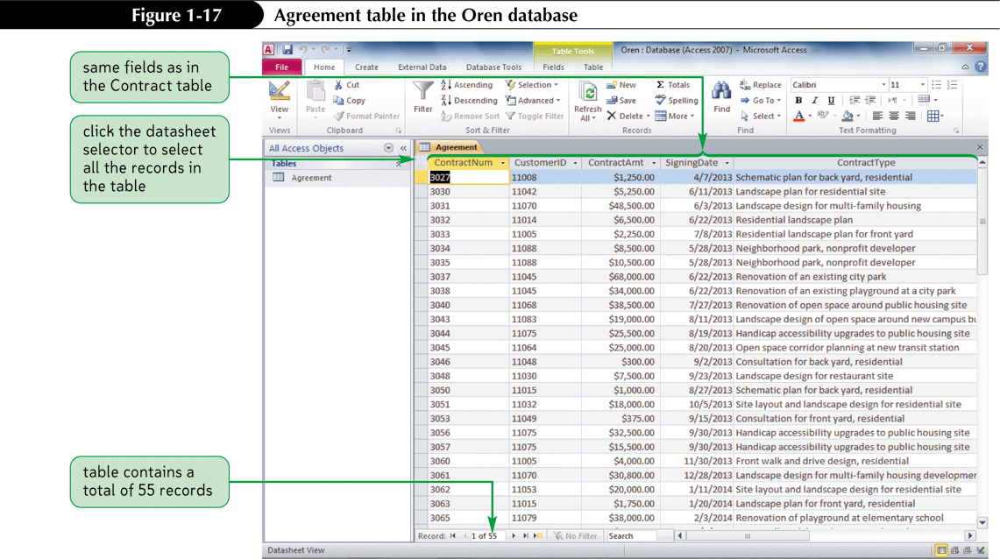 Figure 1-17 Agreement table in the Oren database
same fields as in
the Contract table
click the datasheet
selector to select
all the records in
the table
table contains a
total of 55 records
A Table Tools Oren : Database (Access 2007) - Microsoft Access
File Home Create External Data Database Tools Fields Table
View Paste Cut Copy Format Painter
Filter Ascending Descending Remove Sort Selection Advanced Toggle Filter
Refresh All New Save Delete Totals Spelling More
Find Replace Go To Select
Calibri 11
B I U
A
Views Clipboard Sort & Filter Records Find Text Formatting
All Access Objects
Tables
Agreement
Agreement
ContractNum CustomerID ContractAmt SigningDate ContractType
3027 11008 $1,250.00 4/7/2013 Schematic plan for back yard, residential
3030 11042 $5,250.00 6/11/2013 Landscape plan for residential site
3031 11070 $48,500.00 6/3/2013 Landscape design for multi-family housing
3032 11014 $6,500.00 6/22/2013 Residential landscape plan
3033 11005 $2,250.00 7/8/2013 Residential landscape plan for front yard
3034 11088 $8,500.00 5/28/2013 Neighborhood park, nonprofit developer
3035 11088 $10,500.00 5/28/2013 Neighborhood park, nonprofit developer
3037 11045 $68,000.00 6/22/2013 Renovation of an existing city park
3038 11045 $34,000.00 6/22/2013 Renovation of an existing playground at a city park
3040 11068 $38,500.00 7/27/2013 Renovation of open space around public housing site
3043 11083 $19,000.00 8/11/2013 Landscape design of open space around new campus bu
3044 11075 $25,500.00 8/19/2013 Handicap accessibility upgrades to public housing site
3045 11064 $25,000.00 8/20/2013 Open space corridor planning at new transit station
3046 11048 $300.00 9/2/2013 Consultation for back yard, residential
3048 11030 $7,500.00 9/23/2013 Landscape design for restaurant site
3050 11015 $1,000.00 8/27/2013 Schematic plan for back yard, residential
3051 11032 $18,000.00 10/5/2013 Site layout and landscape design for residential site
3053 11049 $375.00 9/15/2013 Consultation for front yard, residential
3056 11075 $32,500.00 9/30/2013 Handicap accessibility upgrades to public housing site
3057 11075 $15,500.00 9/30/2013 Handicap accessibility upgrades to public housing site
3060 11005 $4,000.00 11/30/2013 Front walk and drive design, residential
3061 11070 $30,800.00 12/28/2013 Landscape design for multi-family housing developmer
3062 11053 $20,000.00 1/11/2014 Site layout and landscape design for residential site
3063 11015 $1,750.00 1/20/2014 Landscape plan for front yard, residential
3065 11079 $38,000.00 2/3/2014 Renovation of playground at elementary school
Record: 1 of 55 No Filter Search
Datasheet View